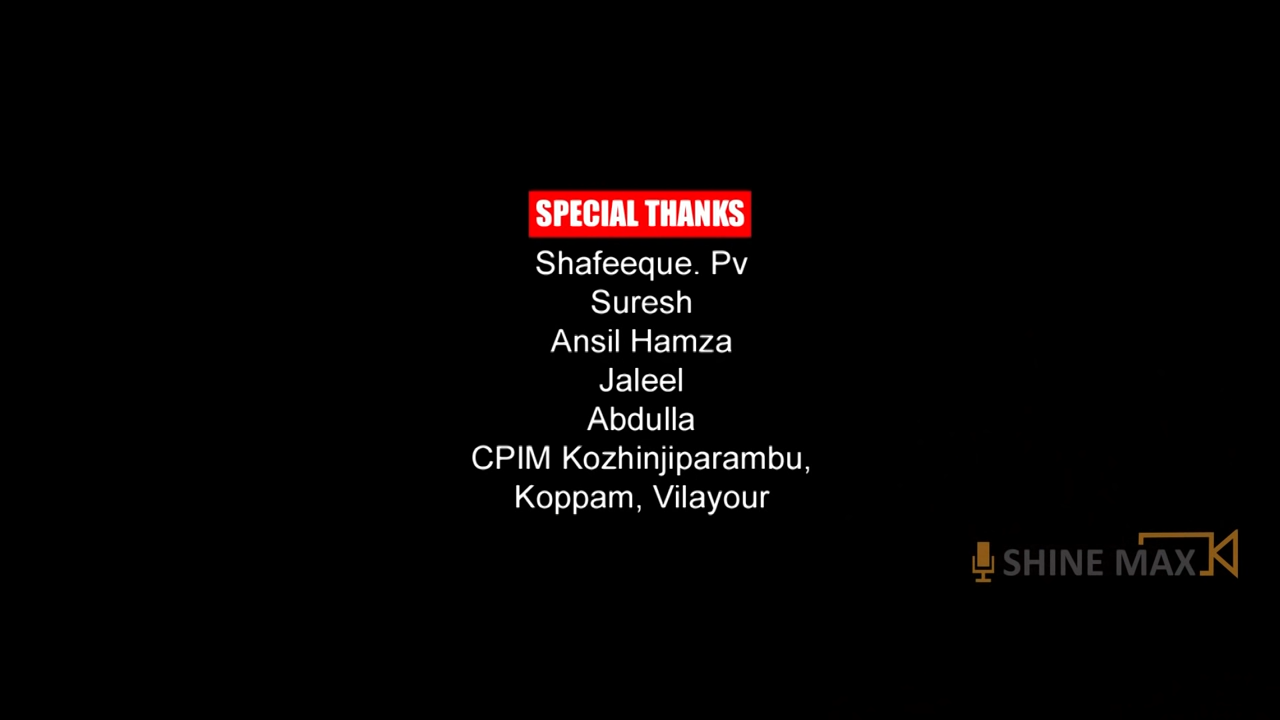 SPECIAL THANKS
Shafeeque. Pv
Suresh
Ansil Hamza
Jaleel
Abdulla
CPIM Kozhinjiparambu,
Koppam, Vilayour
SHINE MAX